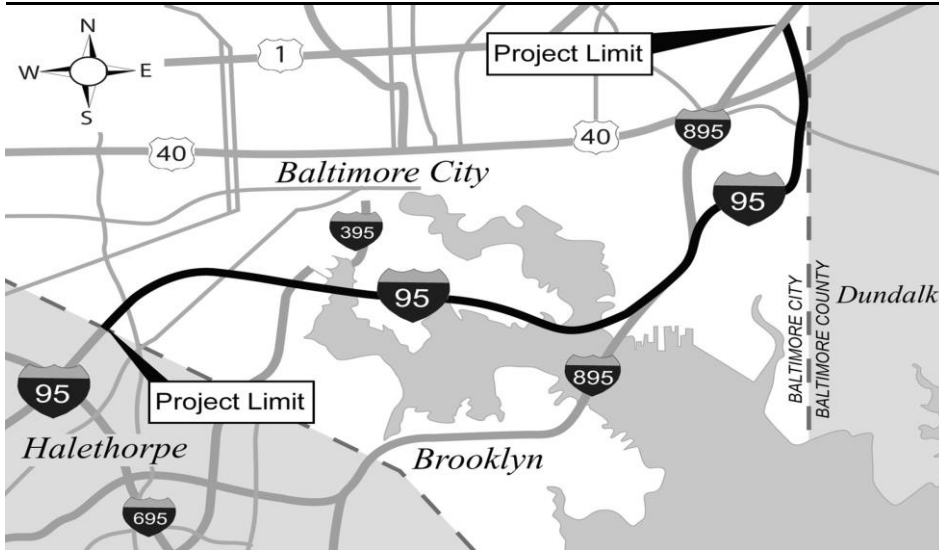 N
W E
S
1
Project Limit
40
40
895
Baltimore City
95
395
95
Dundalk
BALTIMORE CITY
BALTIMORE COUNTY
895
95
Project Limit
Halethorpe
Brooklyn
695